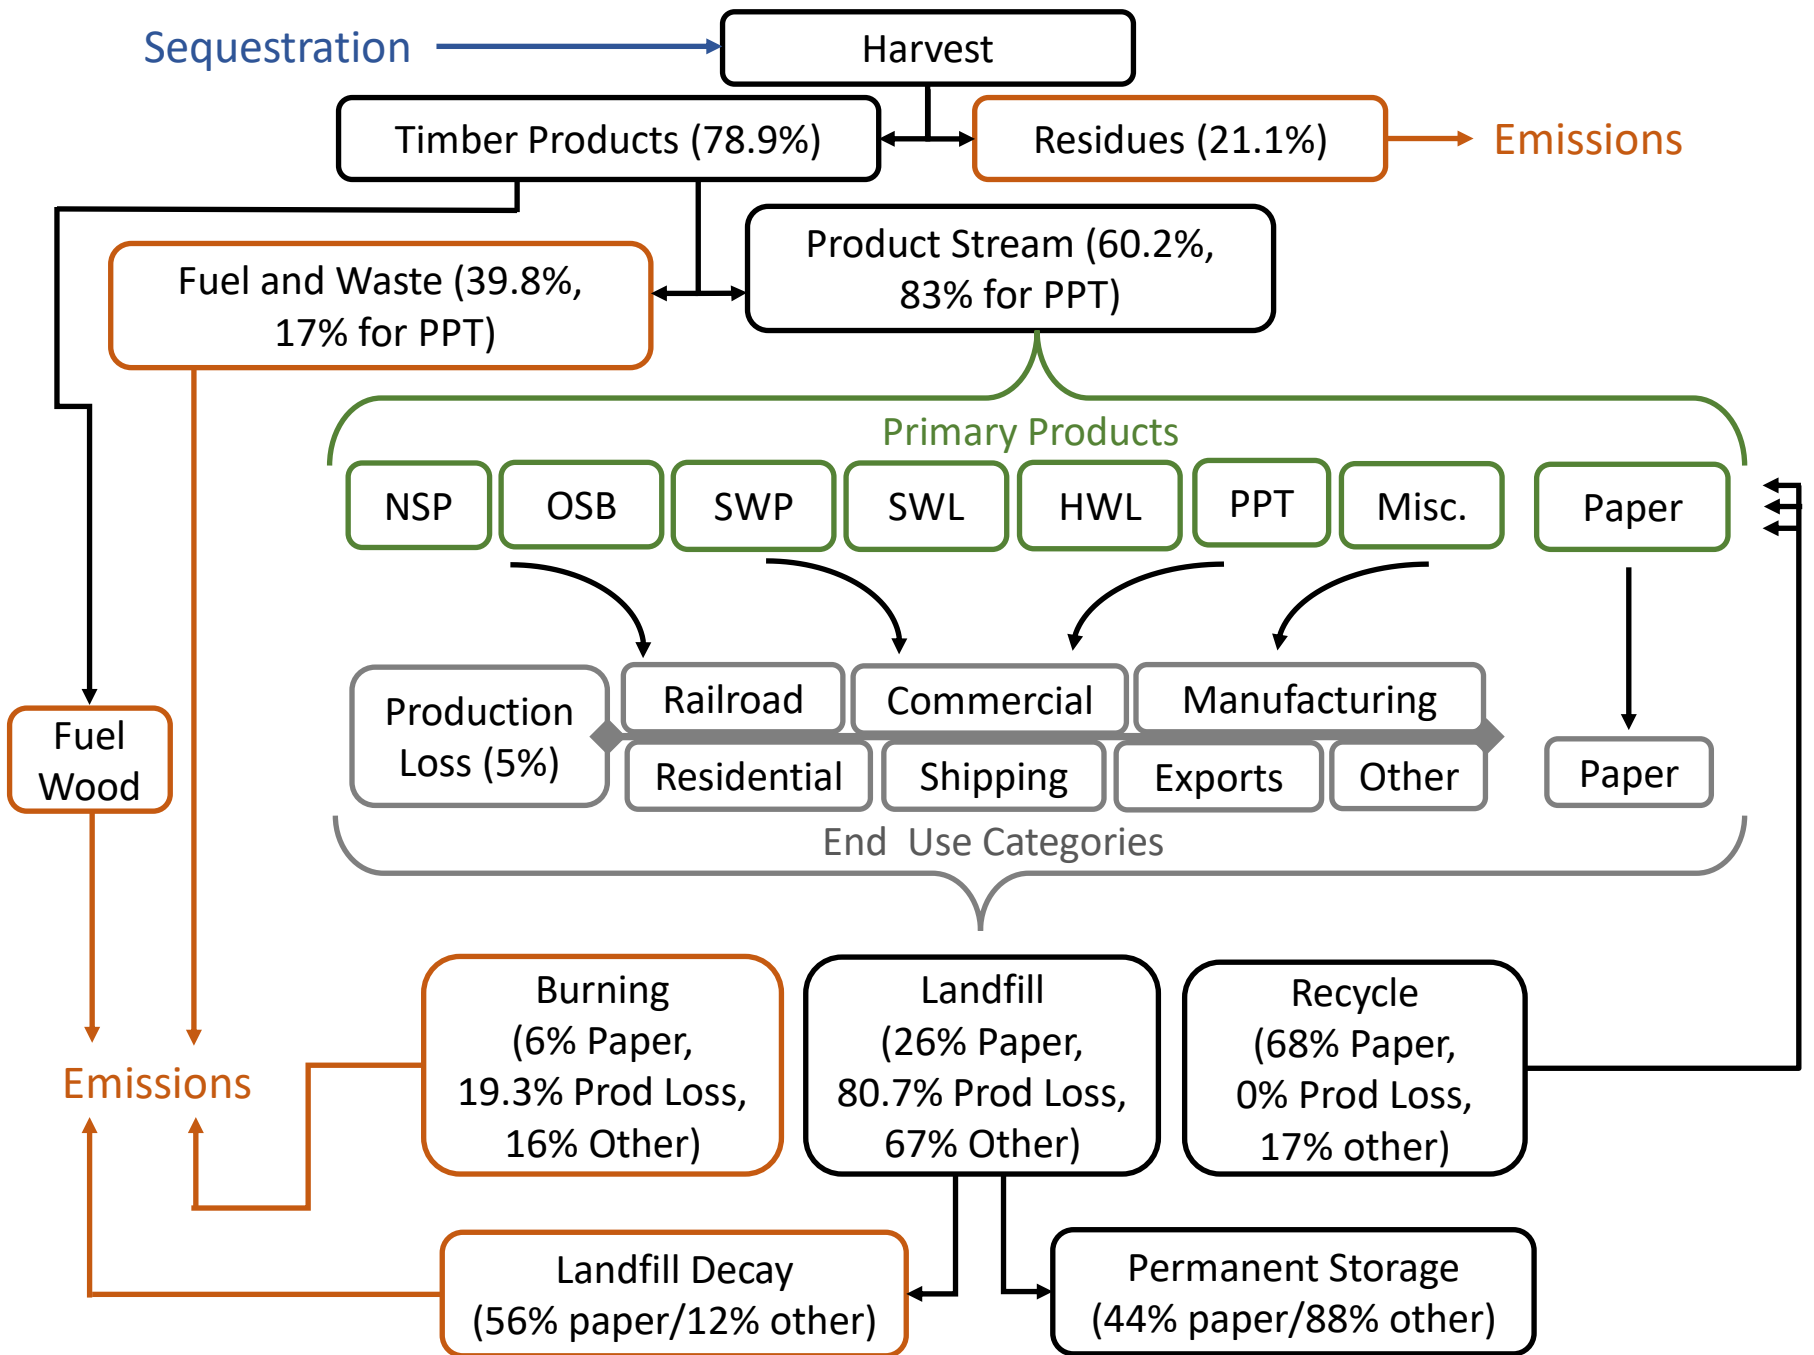 Sequestration
Harvest
Timber Products (78.9%)
Residues (21.1%)
Emissions
Product Stream (60.2%,
83% for PPT)
Fuel and Waste (39.8%,
17% for PPT)
Primary Products
NSP
OSB
SWP
SWL
HWL
PPT
Misc.
Paper
Production
Loss (5%)
Railroad
Commercial
Manufacturing
Residential
Shipping
Exports
Other
Paper
Fuel
Wood
End  Use Categories
Burning
(6% Paper,
19.3% Prod Loss,
16% Other)
Landfill
(26% Paper,
80.7% Prod Loss,
67% Other)
Recycle
(68% Paper,
0% Prod Loss,
17% other)
Emissions
Landfill Decay
(56% paper/12% other)
Permanent Storage
(44% paper/88% other)